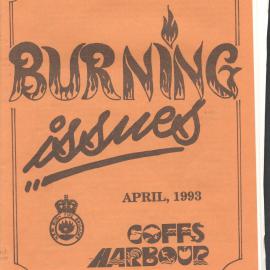 BURNING
issues
APRIL, 1993
COFFS
HARBOUR